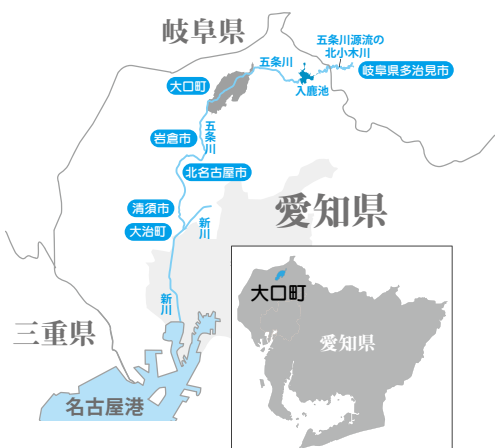 岐阜県
五条川源流の
北小木川
五条川
岐阜県多治見市
入鹿池
大口町
五条川
岩倉市
北名古屋市
愛知県
清須市
新川
大治町
新川
三重県
名古屋港
大口町
愛知県